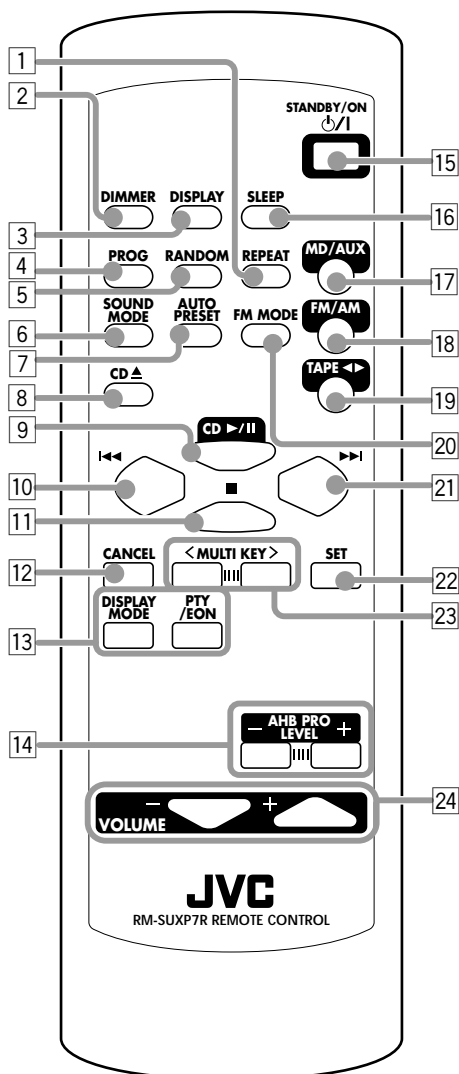 1
2
STANDBY/ON
⏻/I
15
DIMMER DISPLAY SLEEP
3
16
4
PROG RANDOM REPEAT
MD/AUX
5
17
SOUND MODE
AUTO PRESET
FM MODE
FM/AM
6
7
18
CD ⏏
TAPE ◀▶
8
19
CD ▶/II
9
20
I◀◀
▶▶I
10
■
21
11
CANCEL
< MULTI KEY >
SET
12
22
DISPLAY MODE
PTY /EON
23
13
– AHB PRO +
LEVEL
14
– +
VOLUME
24
JVC
RM-SUXP7R REMOTE CONTROL